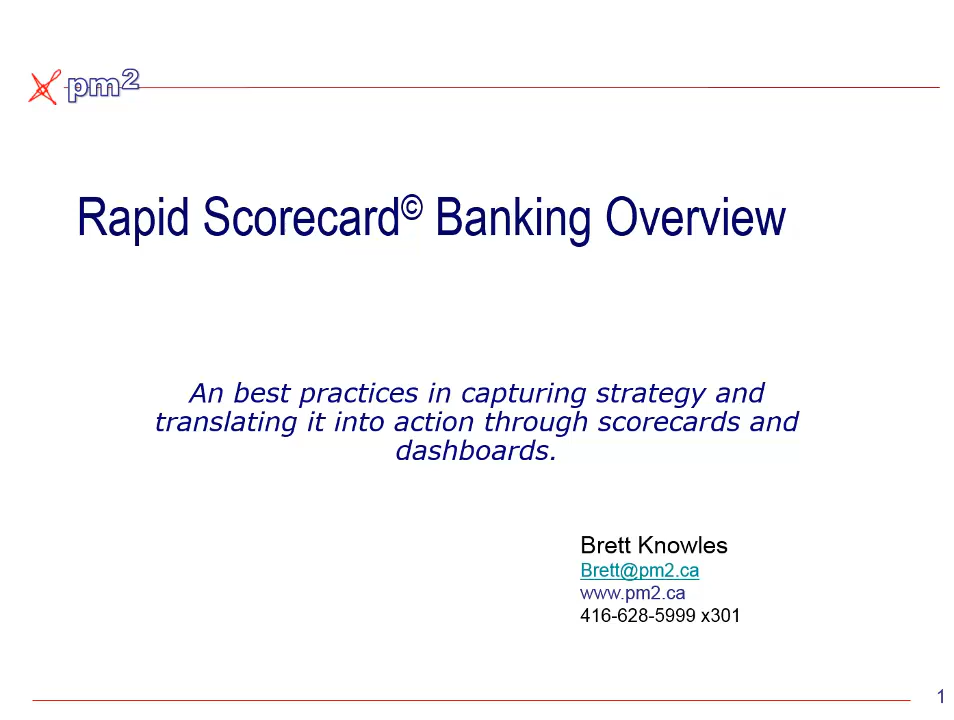 pm2
Rapid Scorecard© Banking Overview
An best practices in capturing strategy and
translating it into action through scorecards and
dashboards.
Brett Knowles
Brett@pm2.ca
www.pm2.ca
416-628-5999 x301
1